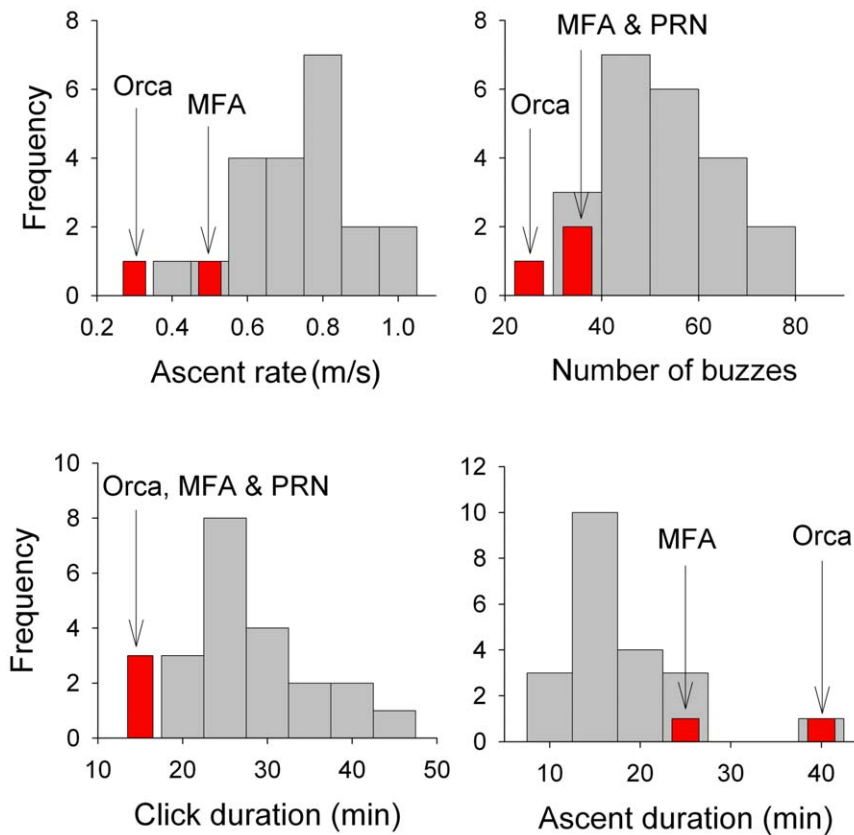 Frequency
8
6
4
2
0
Orca
MFA
0.2 0.4 0.6 0.8 1.0
Ascent rate (m/s)
8
6
4
2
0
MFA & PRN
Orca
20 40 60 80
Number of buzzes
Frequency
10
8
6
4
2
0
Orca, MFA & PRN
10 20 30 40 50
Click duration (min)
12
10
8
6
4
2
0
MFA
Orca
10 20 30 40
Ascent duration (min)